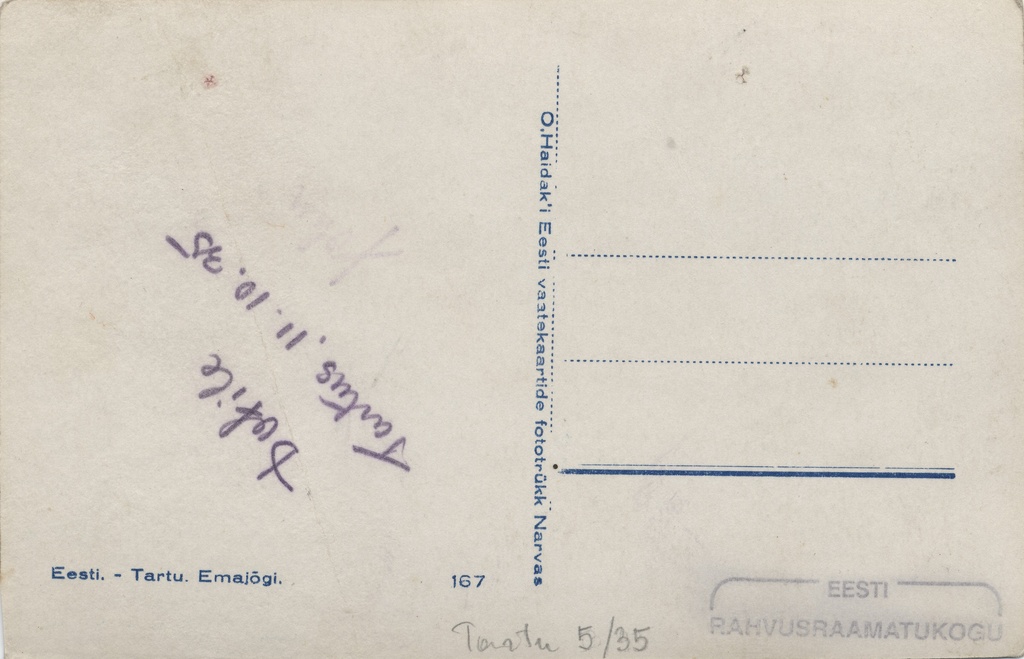 Tartus, 11. 10. 35
O.Haidak'i Eesti vaatekaartide fototrükk Narvas
Eesti. - Tartu. Emajõgi.
167
EESTI
RAHVUSRAAMATUKOGU
Tartu 5/35